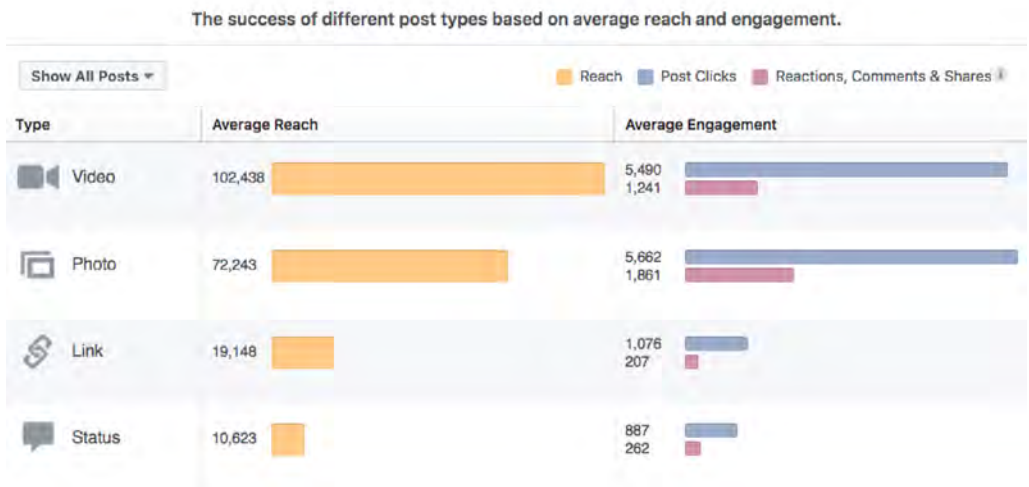 The success of different post types based on average reach and engagement.
Show All Posts
Reach Post Clicks Reactions, Comments & Shares i
Type Average Reach Average Engagement
Video 102,438 5,490
1,241
Photo 72,243 5,662
1,861
Link 19,148 1,076
207
Status 10,623 887
262